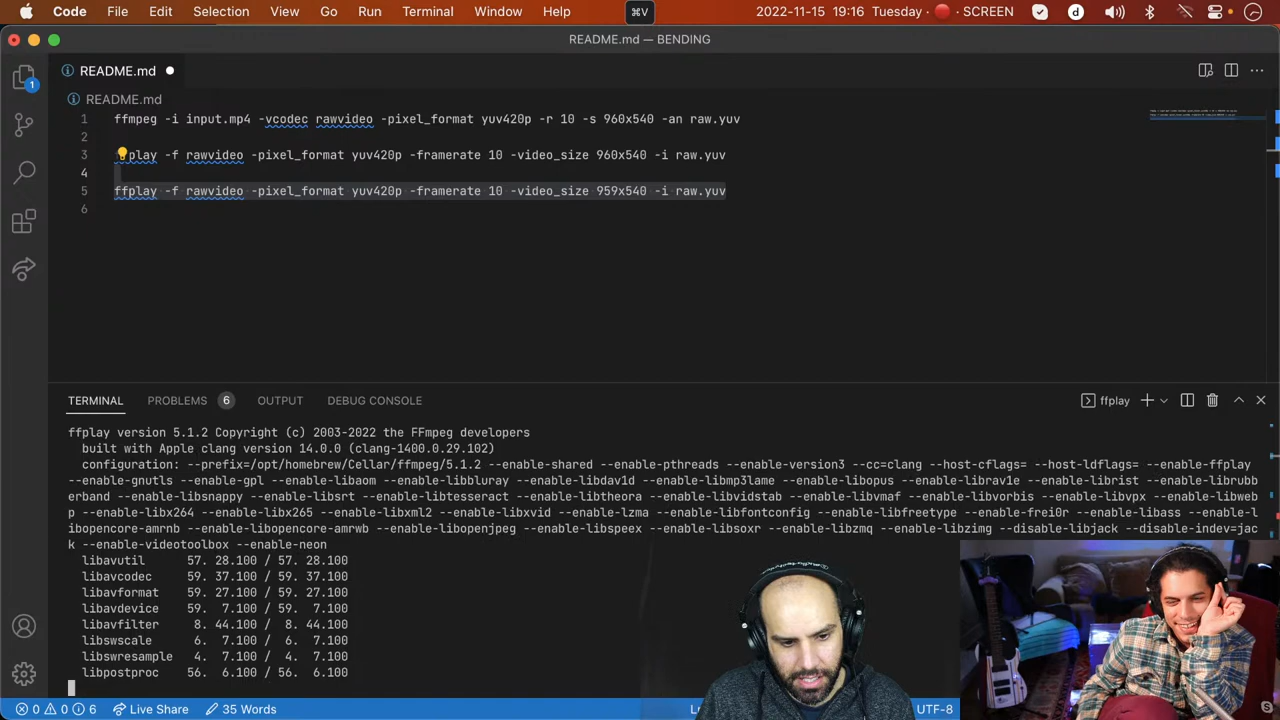 Code File Edit Selection View Go Run Terminal Window Help ⌘V 2022-11-15 19:16 Tuesday SCREEN
README.md — BENDING
README.md
README.md
1 ffmpeg -i input.mp4 -vcodec rawvideo -pixel_format yuv420p -r 10 -s 960x540 -an raw.yuv
2
3 play -f rawvideo -pixel_format yuv420p -framerate 10 -video_size 960x540 -i raw.yuv
4
5 ffplay -f rawvideo -pixel_format yuv420p -framerate 10 -video_size 959x540 -i raw.yuv
6
TERMINAL PROBLEMS 6 OUTPUT DEBUG CONSOLE ffplay
ffplay version 5.1.2 Copyright (c) 2003-2022 the FFmpeg developers
built with Apple clang version 14.0.0 (clang-1400.0.29.102)
configuration: --prefix=/opt/homebrew/Cellar/ffmpeg/5.1.2 --enable-shared --enable-pthreads --enable-version3 --cc=clang --host-cflags= --host-ldflags= --enable-ffplay
--enable-gnutls --enable-gpl --enable-libaom --enable-libbluray --enable-libdav1d --enable-libmp3lame --enable-libopus --enable-librav1e --enable-librist --enable-librubb
erband --enable-libsnappy --enable-libsrt --enable-libtesseract --enable-libtheora --enable-libvidstab --enable-libvmaf --enable-libvorbis --enable-libvpx --enable-libweb
p --enable-libx264 --enable-libx265 --enable-libxml2 --enable-libxvid --enable-lzma --enable-libfontconfig --enable-libfreetype --enable-frei0r --enable-libass --enable-l
ibopencore-amrnb --enable-libopencore-amrwb --enable-libopenjpeg --enable-libspeex --enable-libsoxr --enable-libzmq --enable-libzimg --disable-libjack --disable-indev=jac
k --enable-videotoolbox --enable-neon
libavutil 57. 28.100 / 57. 28.100
libavcodec 59. 37.100 / 59. 37.100
libavformat 59. 27.100 / 59. 27.100
libavdevice 59. 7.100 / 59. 7.100
libavfilter 8. 44.100 / 8. 44.100
libswscale 6. 7.100 / 6. 7.100
libswresample 4. 7.100 / 4. 7.100
libpostproc 56. 6.100 / 56. 6.100
0 0 6 Live Share 35 Words UTF-8